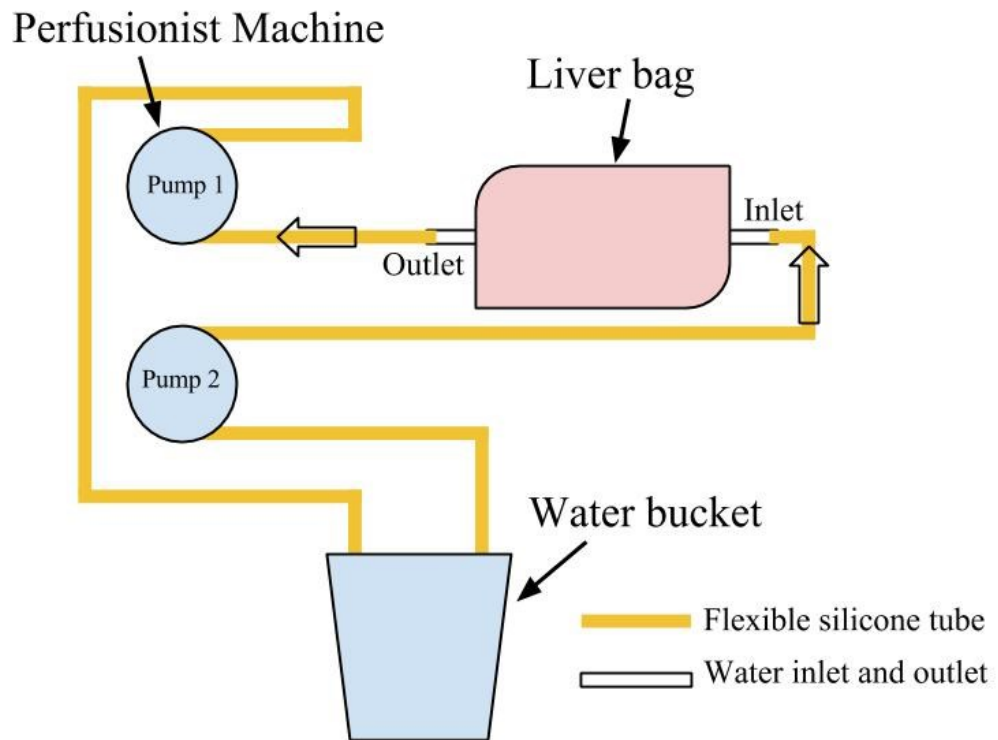 Perfusionist Machine
Liver bag
Pump 1
Inlet
Outlet
Pump 2
Water bucket
Flexible silicone tube
Water inlet and outlet